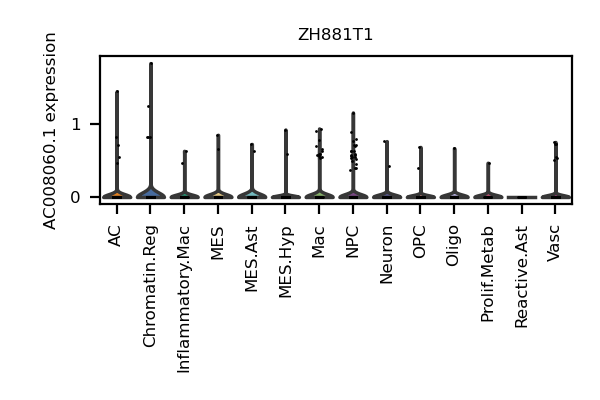 ZH881T1
AC008060.1 expression
1
0
AC
Chromatin.Reg
Inflammatory.Mac
MES
MES.Ast
MES.Hyp
Mac
NPC
Neuron
OPC
Oligo
Prolif.Metab
Reactive.Ast
Vasc